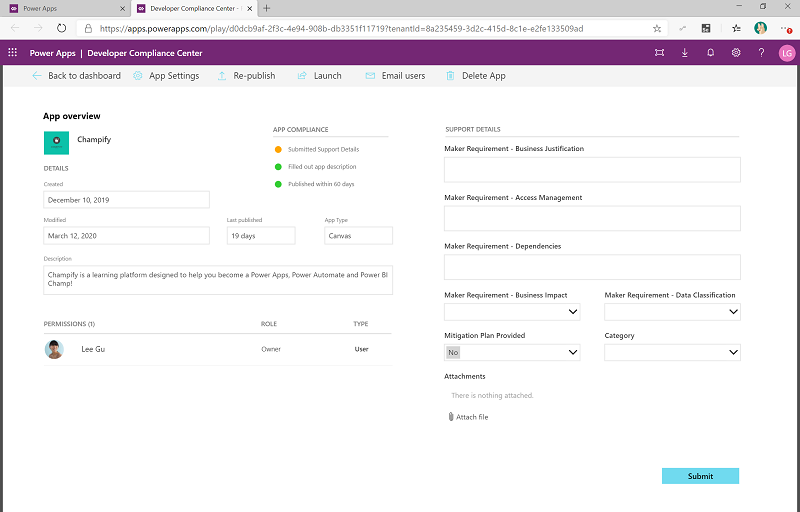 Power Apps
Developer Compliance Center -
https://apps.powerapps.com/play/d0dcb9af-2f3c-4e94-908b-db3351f11719?tenantId=8a235459-3d2c-415d-8c1e-e2fe133509ad
Power Apps | Developer Compliance Center
LG
Back to dashboard
App Settings
Re-publish
Launch
Email users
Delete App
App overview
Champify
DETAILS
Created
December 10, 2019
Modified
Last published
App Type
March 12, 2020
19 days
Canvas
Description
Champify is a learning platform designed to help you become a Power Apps, Power Automate and Power BI
Champ!
PERMISSIONS (1)
ROLE
TYPE
Lee Gu
Owner
User
APP COMPLIANCE
Submitted Support Details
Filled out app description
Published within 60 days
SUPPORT DETAILS
Maker Requirement - Business Justification
Maker Requirement - Access Management
Maker Requirement - Dependencies
Maker Requirement - Business Impact
Maker Requirement - Data Classification
Mitigation Plan Provided
Category
No
Attachments
There is nothing attached.
Attach file
Submit